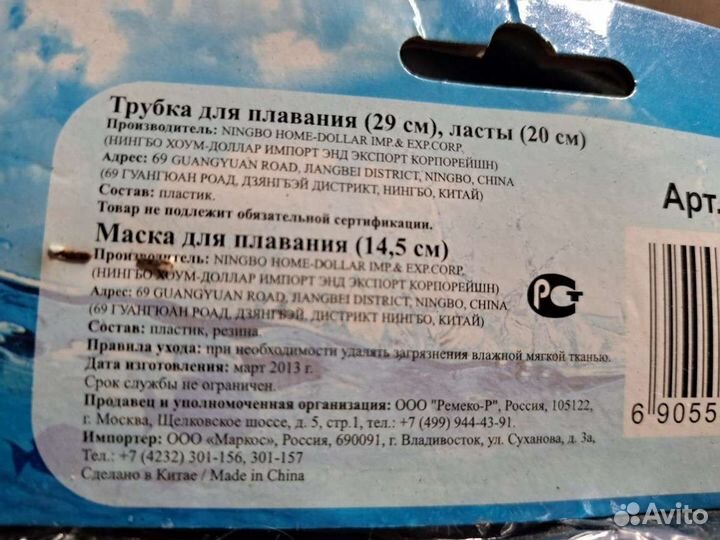 Трубка для плавания (29 см), ласты (20 см)
Производитель: NINGBO HOME-DOLLAR IMP.& EXP.CORP.
(НИНГБО ХОУМ-ДОЛЛАР ИМПОРТ ЭНД ЭКСПОРТ КОРПОРЕЙШН)
Адрес: 69 GUANGYUAN ROAD, JIANGBEI DISTRICT, NINGBO, CHINA
(69 ГУАНГЮАН РОАД, ДЗЯНГБЭЙ ДИСТРИКТ, НИНГБО, КИТАЙ)
Состав: пластик.
Товар не подлежит обязательной сертификации.
Арт.
Маска для плавания (14,5 см)
Производитель: NINGBO HOME-DOLLAR IMP.& EXP.CORP.
(НИНГБО ХОУМ-ДОЛЛАР ИМПОРТ ЭНД ЭКСПОРТ КОРПОРЕЙШН)
Адрес: 69 GUANGYUAN ROAD, JIANGBEI DISTRICT, NINGBO, CHINA
(69 ГУАНГЮАН РОАД, ДЗЯНГБЭЙ ДИСТРИКТ НИНГБО, КИТАЙ)
РСТ
Состав: пластик, резина.
Правила ухода: при необходимости удалять загрязнения влажной мягкой тканью.
Дата изготовления: март 2013 г.
Срок службы не ограничен.
Продавец и уполномоченная организация: ООО "Ремеко-Р", Россия, 105122,
г. Москва, Щелковское шоссе, д. 5, стр.1, тел.: +7 (499) 944-43-91.
Импортер: ООО «Маркос», Россия, 690091, г. Владивосток, ул. Суханова, д. 3а,
Тел.: +7 (4232) 301-156, 301-157
Сделано в Китае / Made in China
6 9055
Avito